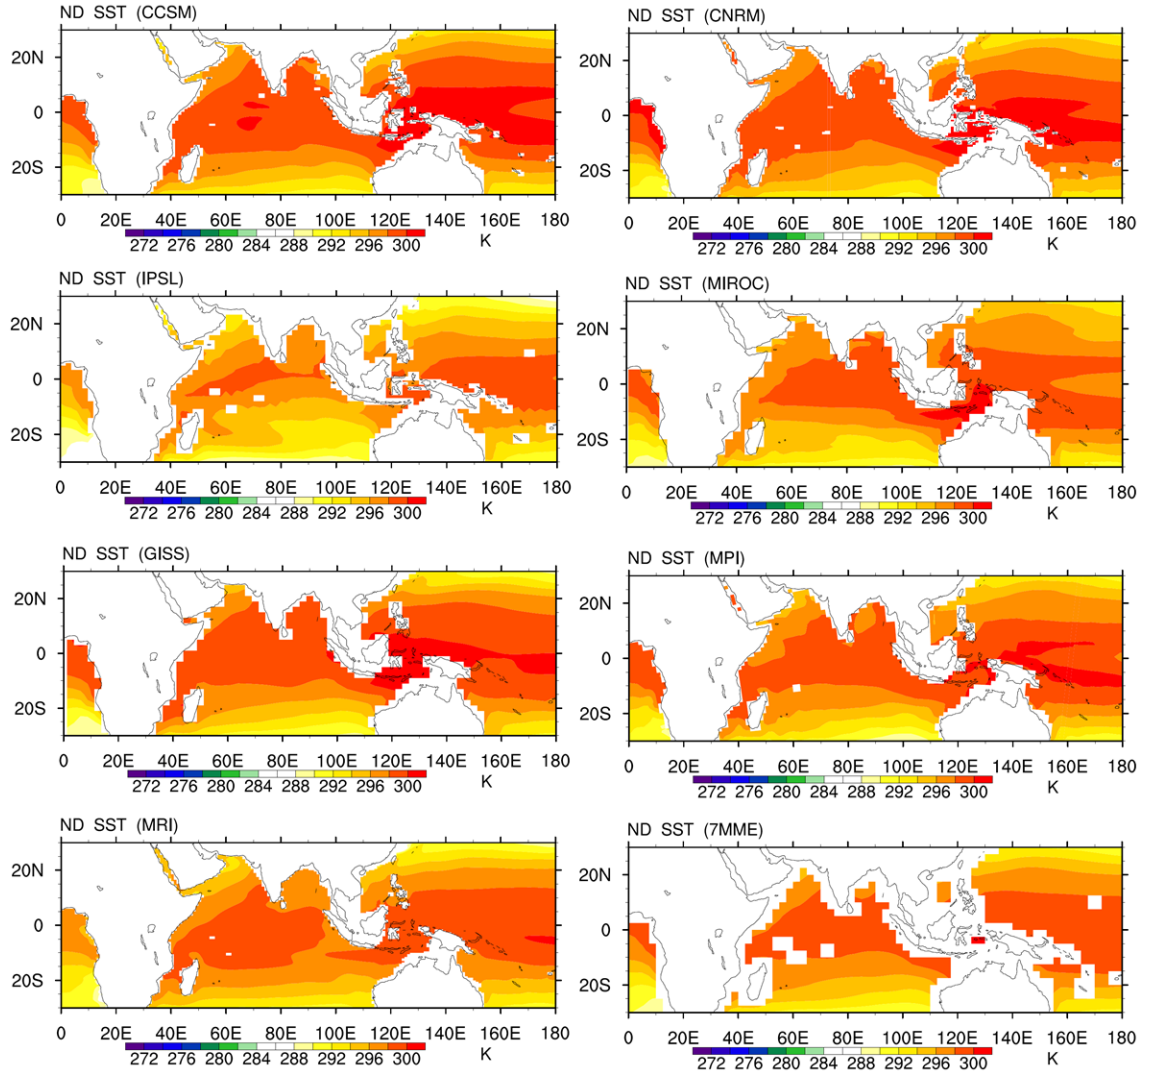 ND SST (CCSM)
20N
0
20S
0 20E 40E 60E 80E 100E 120E 140E 160E 180
272 276 280 284 288 292 296 300 K
ND SST (CNRM)
20N
0
20S
0 20E 40E 60E 80E 100E 120E 140E 160E 180
272 276 280 284 288 292 296 300 K
ND SST (IPSL)
20N
0
20S
0 20E 40E 60E 80E 100E 120E 140E 160E 180
272 276 280 284 288 292 296 300 K
ND SST (MIROC)
20N
0
20S
0 20E 40E 60E 80E 100E 120E 140E 160E 180
272 276 280 284 288 292 296 300 K
ND SST (GISS)
20N
0
20S
0 20E 40E 60E 80E 100E 120E 140E 160E 180
272 276 280 284 288 292 296 300 K
ND SST (MPI)
20N
0
20S
0 20E 40E 60E 80E 100E 120E 140E 160E 180
272 276 280 284 288 292 296 300 K
ND SST (MRI)
20N
0
20S
0 20E 40E 60E 80E 100E 120E 140E 160E 180
272 276 280 284 288 292 296 300 K
ND SST (7MME)
20N
0
20S
0 20E 40E 60E 80E 100E 120E 140E 160E 180
272 276 280 284 288 292 296 300 K